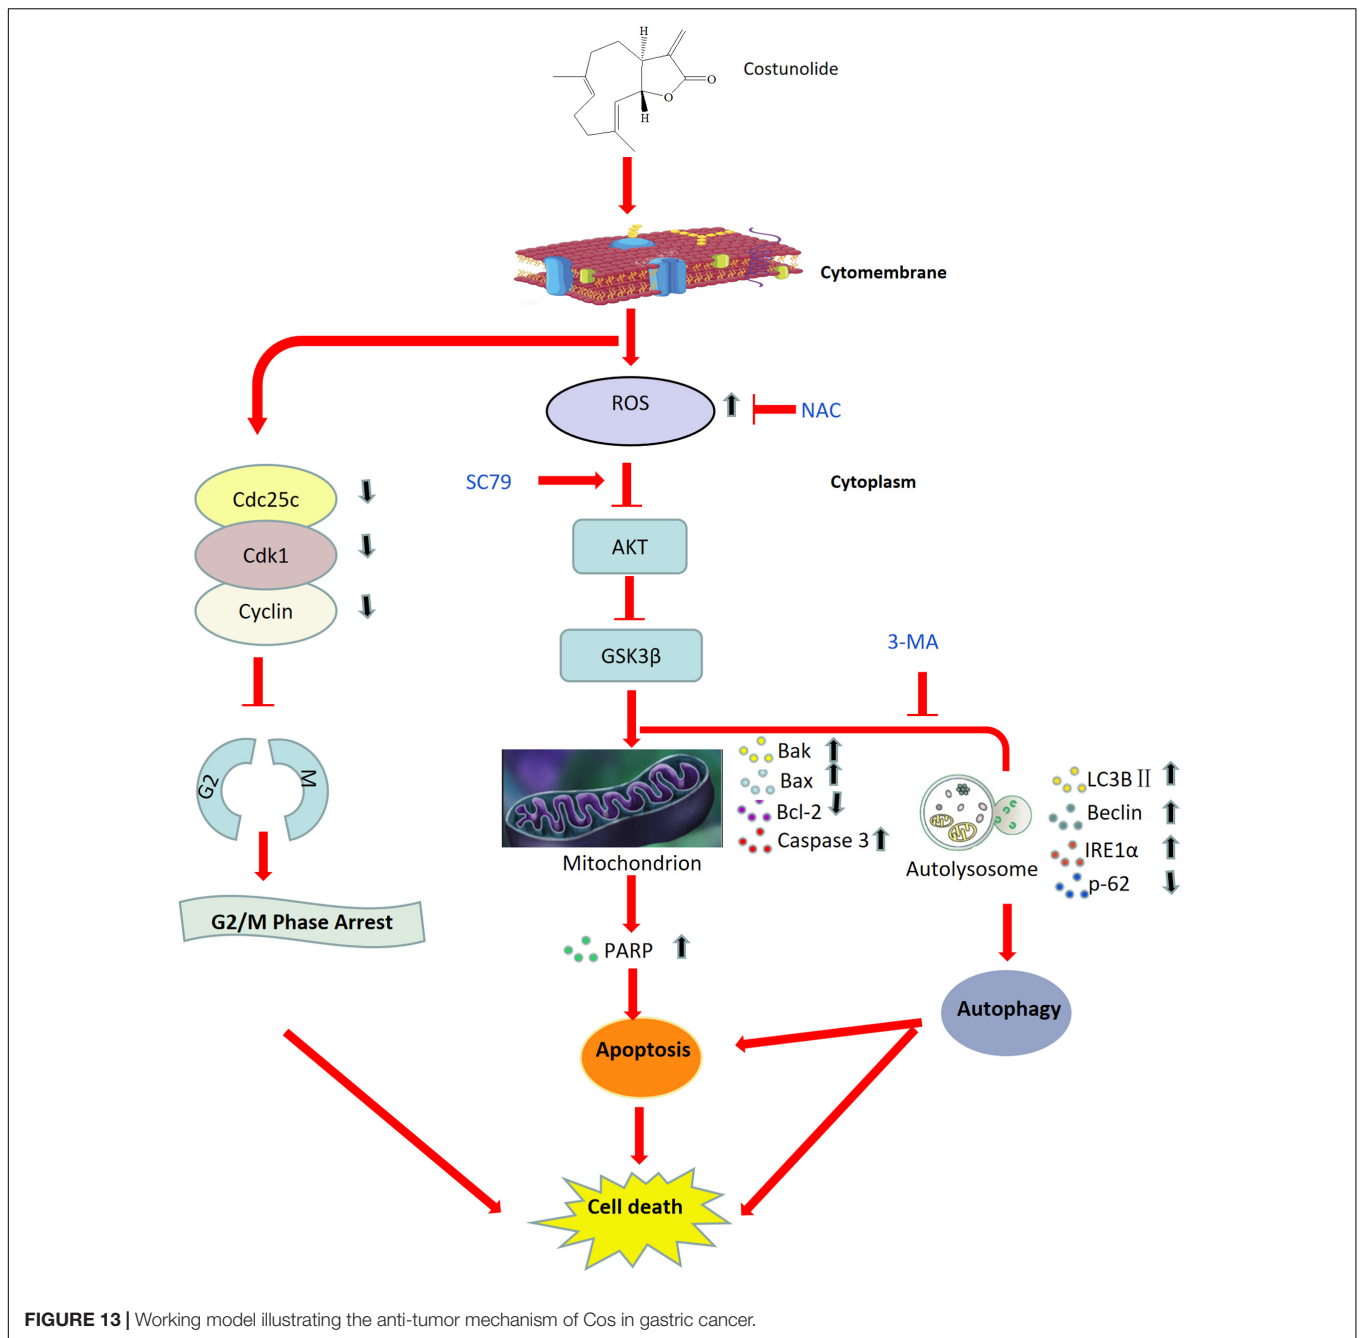 H
O
O
H
Costunolide
Cytomembrane
ROS
NAC
SC79
Cytoplasm
Cdc25c
Cdk1
Cyclin
AKT
GSK3β
3-MA
G2
M
Bak
Bax
Bcl-2
Caspase 3
Mitochondrion
LC3B II
Beclin
IRE1α
p-62
Autolysosome
G2/M Phase Arrest
PARP
Autophagy
Apoptosis
Cell death
FIGURE 13 | Working model illustrating the anti-tumor mechanism of Cos in gastric cancer.